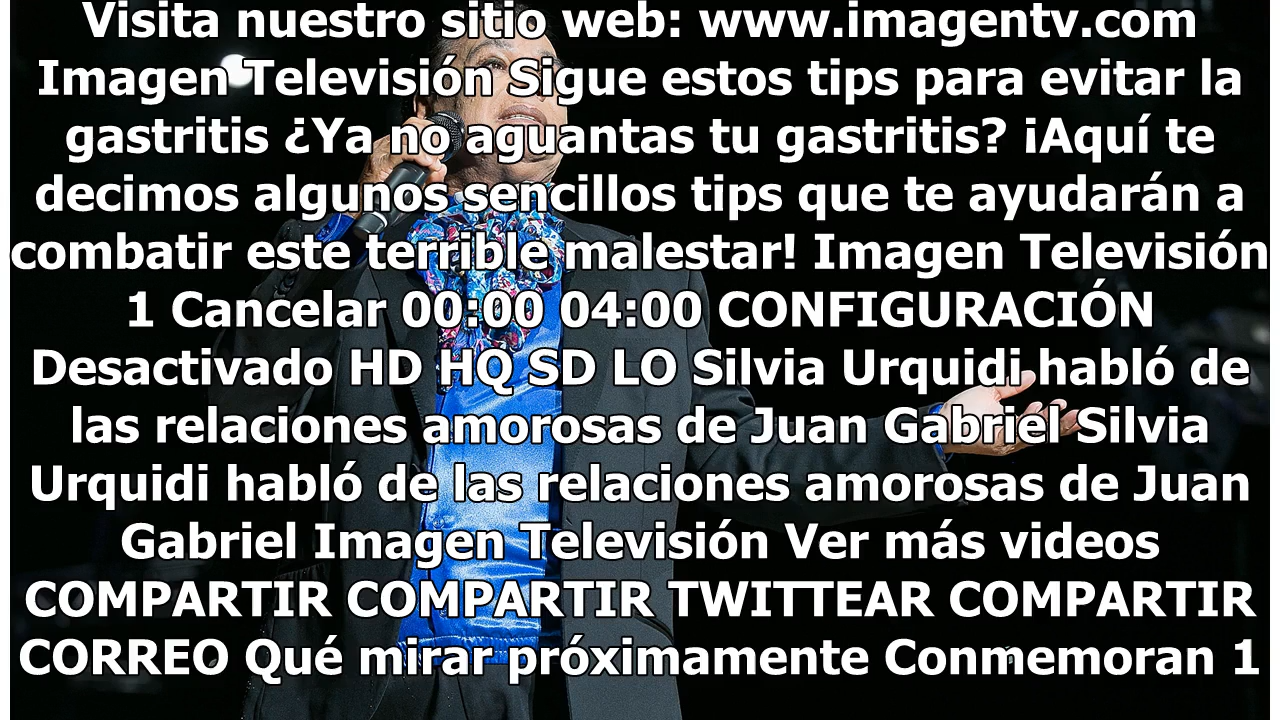 Visita nuestro sitio web: www.imagentv.com
Imagen Televisión Sigue estos tips para evitar la
gastritis ¿Ya no aguantas tu gastritis? ¡Aquí te
decimos algunos sencillos tips que te ayudarán a
combatir este terrible malestar! Imagen Televisión
1 Cancelar 00:00 04:00 CONFIGURACIÓN
Desactivado HD HQ SD LO Silvia Urquidi habló de
las relaciones amorosas de Juan Gabriel Silvia
Urquidi habló de las relaciones amorosas de Juan
Gabriel Imagen Televisión Ver más videos
COMPARTIR COMPARTIR TWITTEAR COMPARTIR
CORREO Qué mirar próximamente Conmemoran 1